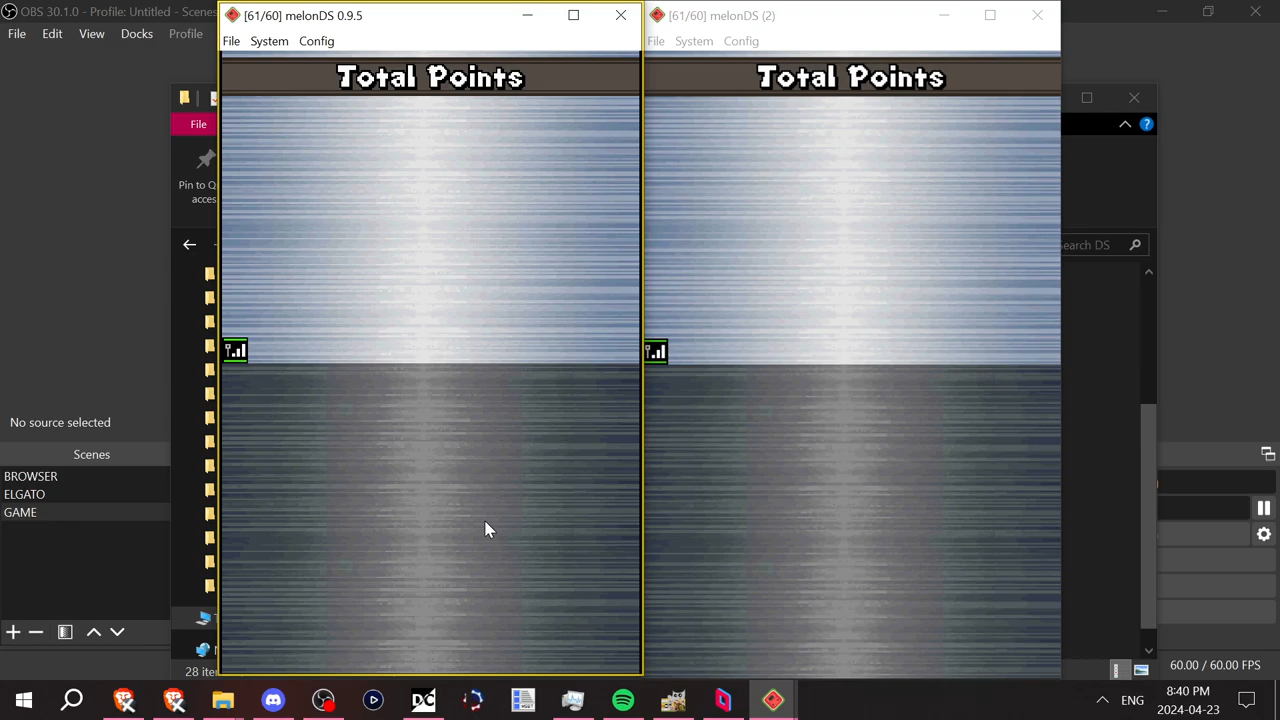 OBS 30.1.0 - Profile: Untitled - Scenes
File Edit View Docks Profile
[61/60] melonDS 0.9.5
File System Config
Total Points
[61/60] melonDS (2)
File System Config
Total Points
File
Pin to Q
acces
earch DS
No source selected
Scenes
BROWSER
ELGATO
GAME
28 ite
60.00 / 60.00 FPS
DC
ENG
8:40 PM
2024-04-23